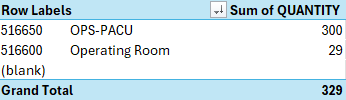 Row Labels Sum of QUANTITY
516650 OPS-PACU 300
516600 Operating Room 29
(blank)
Grand Total 329